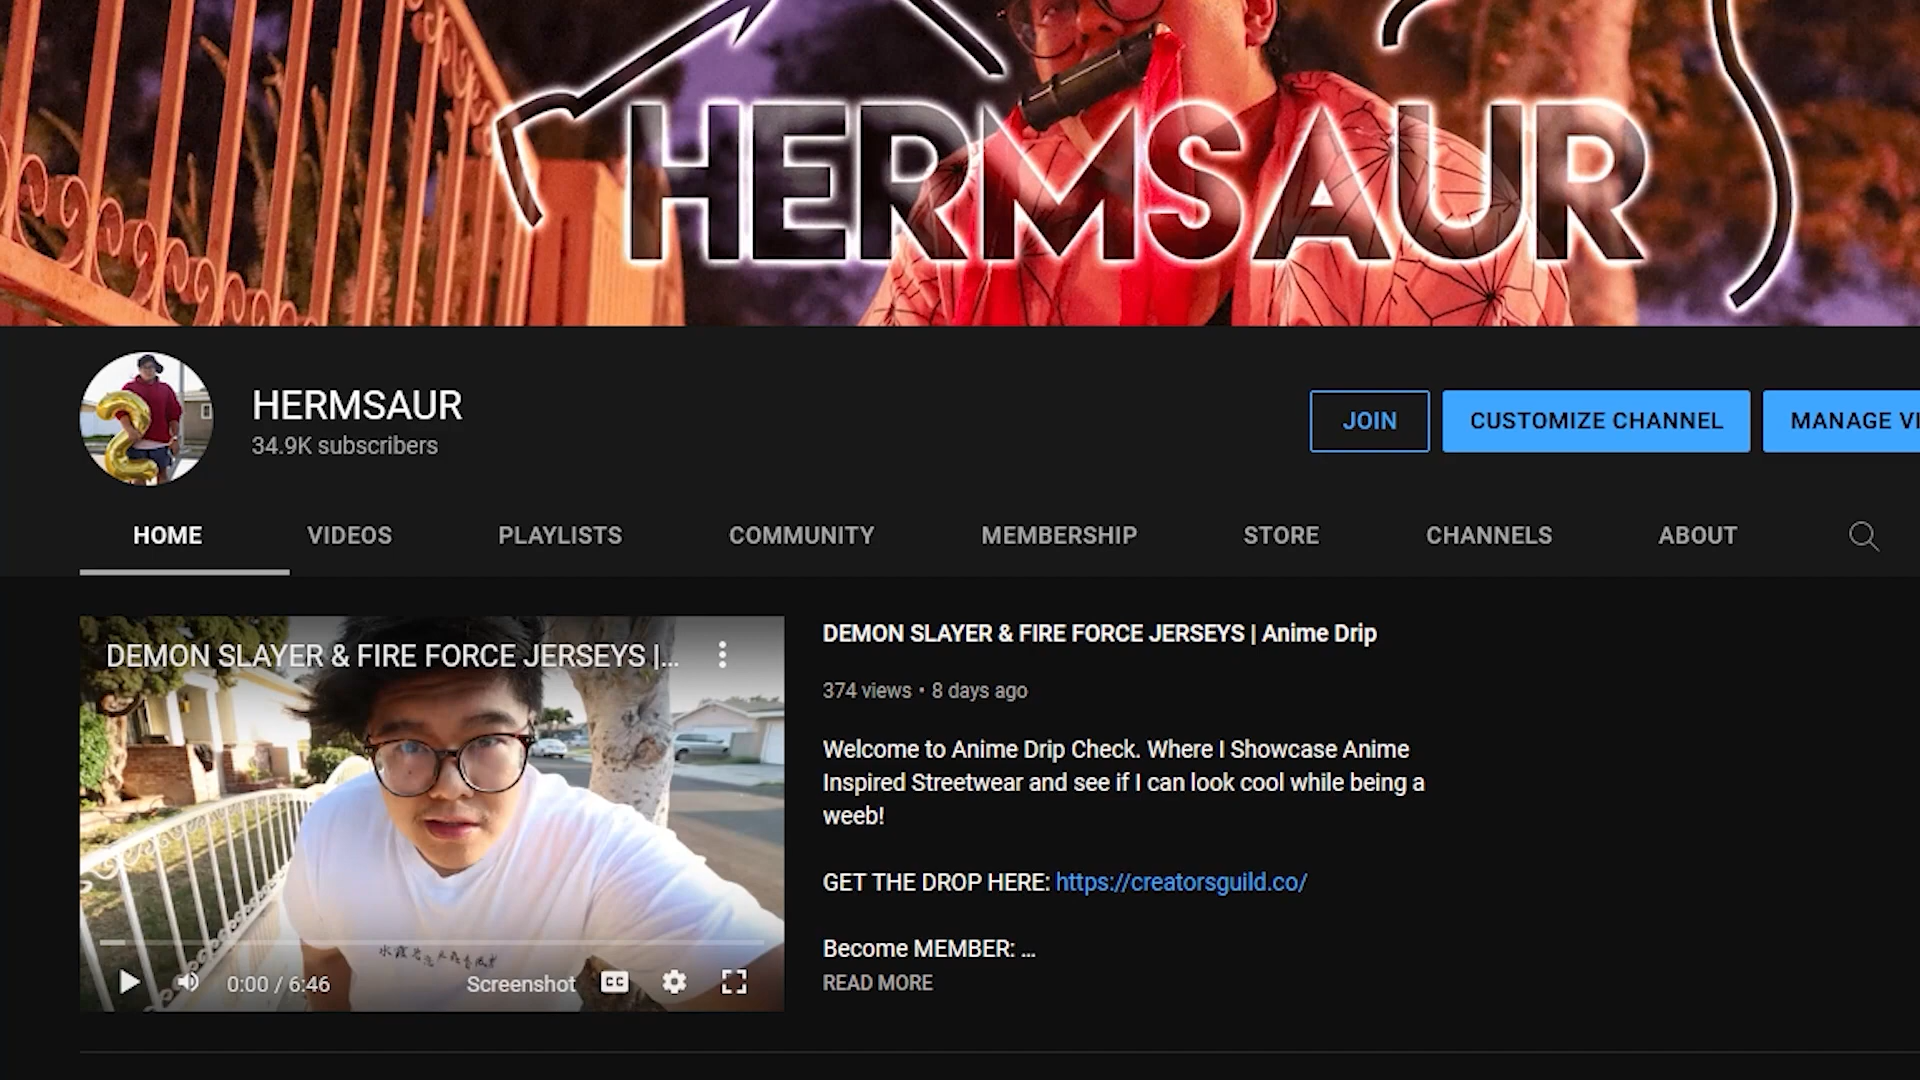 HERMSAUR
HERMSAUR
34.9K subscribers
JOIN
CUSTOMIZE CHANNEL
MANAGE VI
HOME
VIDEOS
PLAYLISTS
COMMUNITY
MEMBERSHIP
STORE
CHANNELS
ABOUT
DEMON SLAYER & FIRE FORCE JERSEYS |...
0:00 / 6:46
Screenshot
CC
DEMON SLAYER & FIRE FORCE JERSEYS | Anime Drip
374 views • 8 days ago
Welcome to Anime Drip Check. Where I Showcase Anime
Inspired Streetwear and see if I can look cool while being a
weeb!
GET THE DROP HERE: https://creatorsguild.co/
Become MEMBER: ...
READ MORE